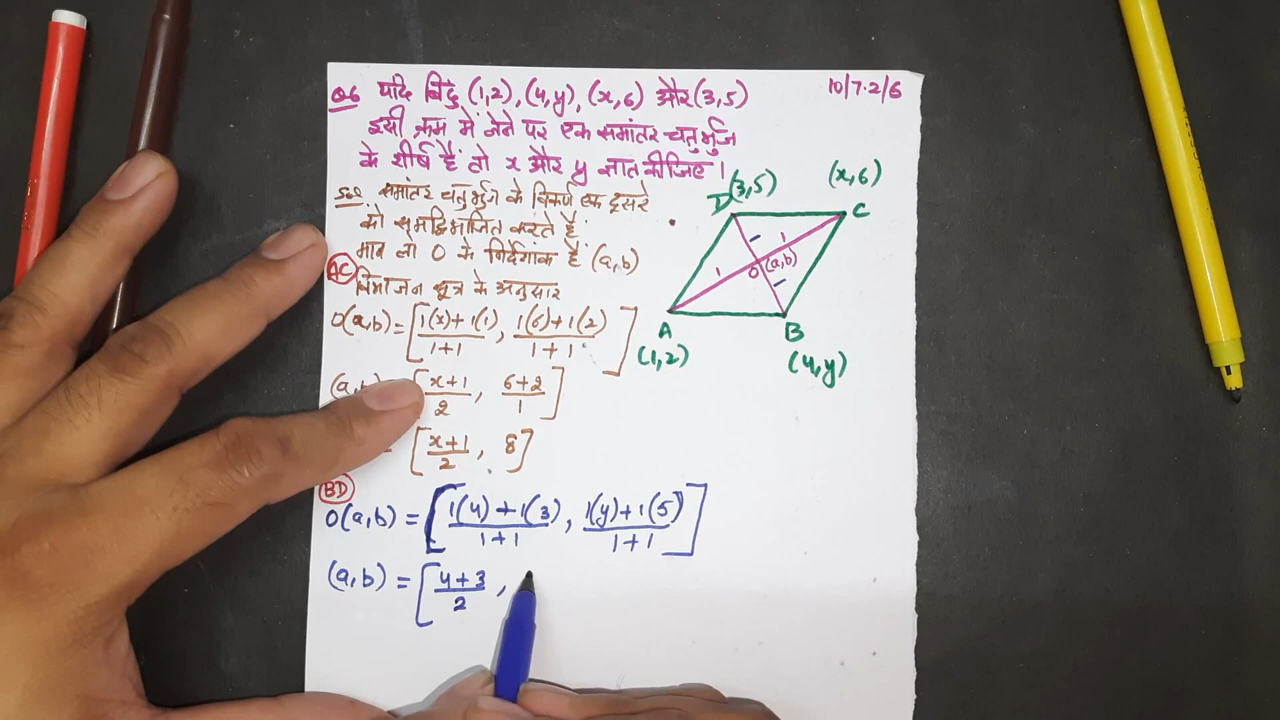 Q.6 यदि बिंदु (1,2), (4,y), (x,6) और (3,5)
10/7.2/6
इसी क्रम में लेने पर एक समांतर चतुर्भुज
के शीर्ष हैं तो x और y ज्ञात कीजिए।
Sol समांतर चतुर्भुज के विकर्ण एक दूसरे
को समद्विभाजित करते हैं
मान लो O के निर्देशांक हैं (a,b)
AC
विभाजन सूत्र के अनुसार
O(a,b) = [1(x)+1(1)/1+1, 1(6)+1(2)/1+1]
(a,b [x+1/2, 6+2/1]
[x+1/2, 8]
BD
O(a,b) = [1(4)+1(3)/1+1, 1(y)+1(5)/1+1]
(a,b) = [4+3/2,
D(3,5)
(x,6)
C
1
1
O (a,b)
A
(1,2)
B
(4,y)